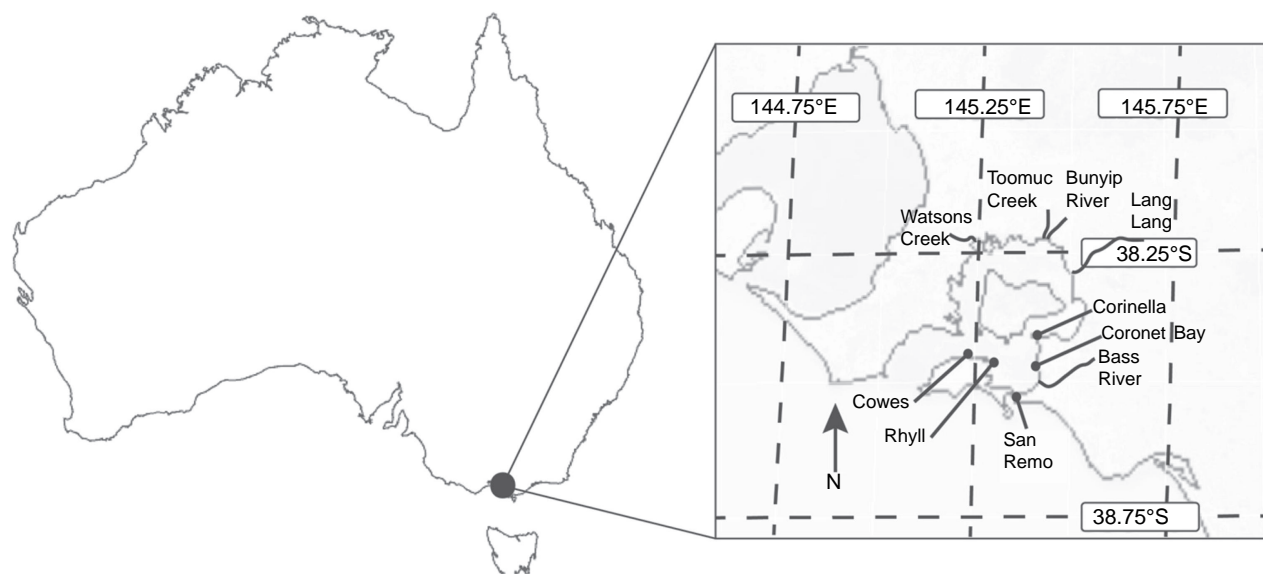 144.75°E
145.25°E
145.75°E
Toomuc
Creek
Bunyip
River
Lang
Lang
Watsons
Creek
38.25°S
Corinella
Coronet Bay
Bass
River
Cowes
Rhyll
San
Remo
N
38.75°S